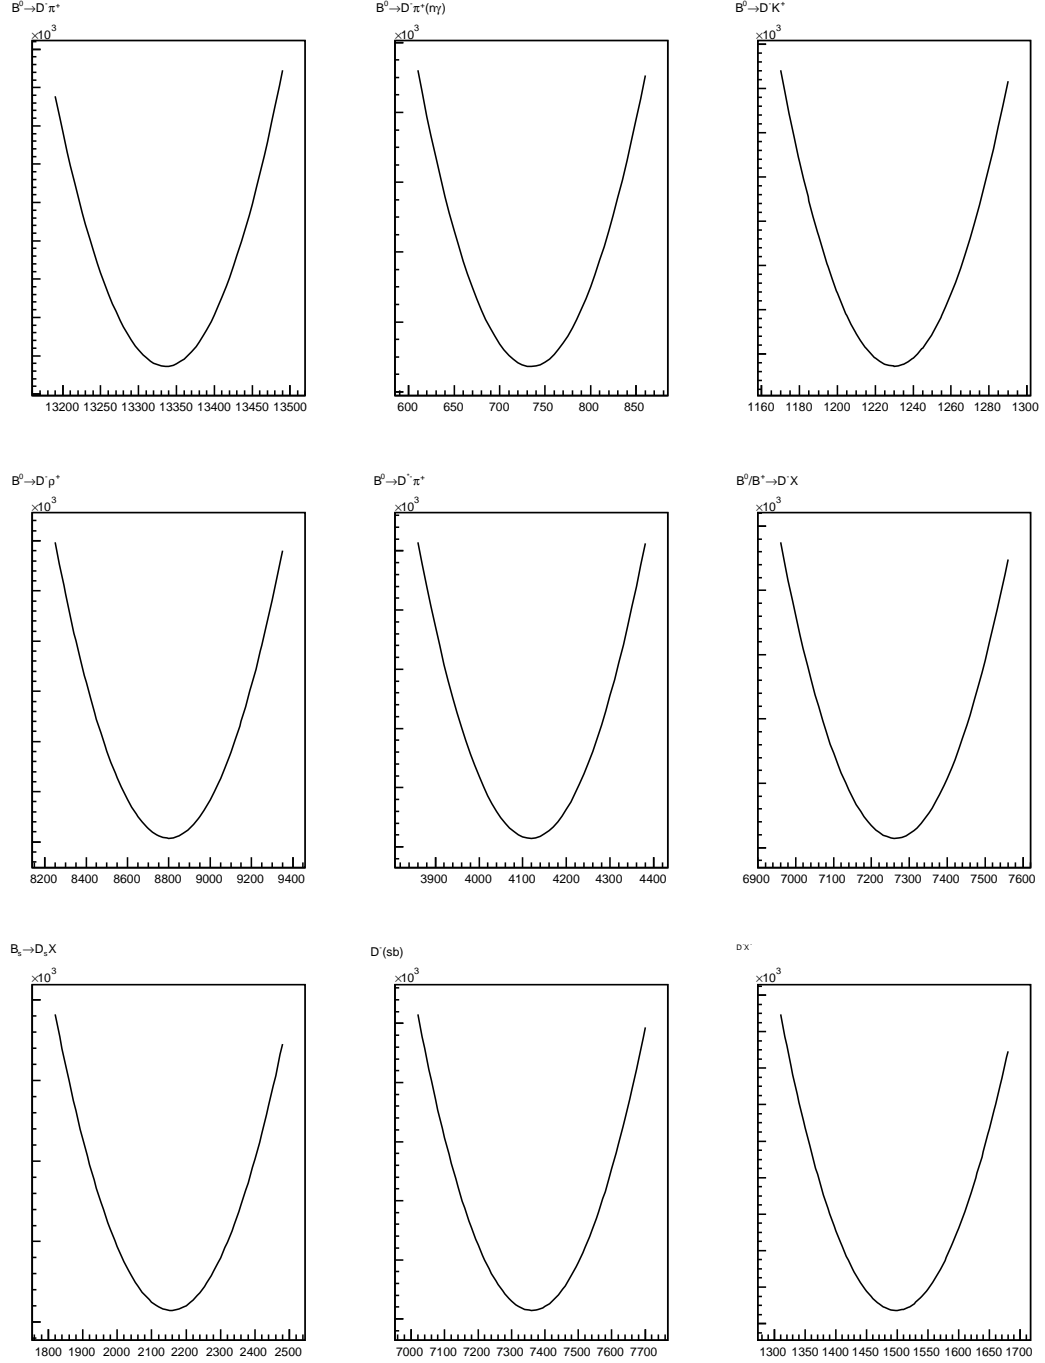 B⁰→D⁻π⁺
×10³
13200 13250 13300 13350 13400 13450 13500
B⁰→D⁻π⁺(nγ)
×10³
600 650 700 750 800 850
B⁰→D⁻K⁺
×10³
1160 1180 1200 1220 1240 1260 1280 1300
B⁰→D⁻ρ⁺
×10³
8200 8400 8600 8800 9000 9200 9400
B⁰→D*⁻π⁺
×10³
3900 4000 4100 4200 4300 4400
B⁰/B⁺→D⁻X
×10³
6900 7000 7100 7200 7300 7400 7500 7600
Bₛ→DₛX
×10³
1800 1900 2000 2100 2200 2300 2400 2500
D⁻(sb)
×10³
7000 7100 7200 7300 7400 7500 7600 7700
D⁻X⁻
×10³
1300 1350 1400 1450 1500 1550 1600 1650 1700